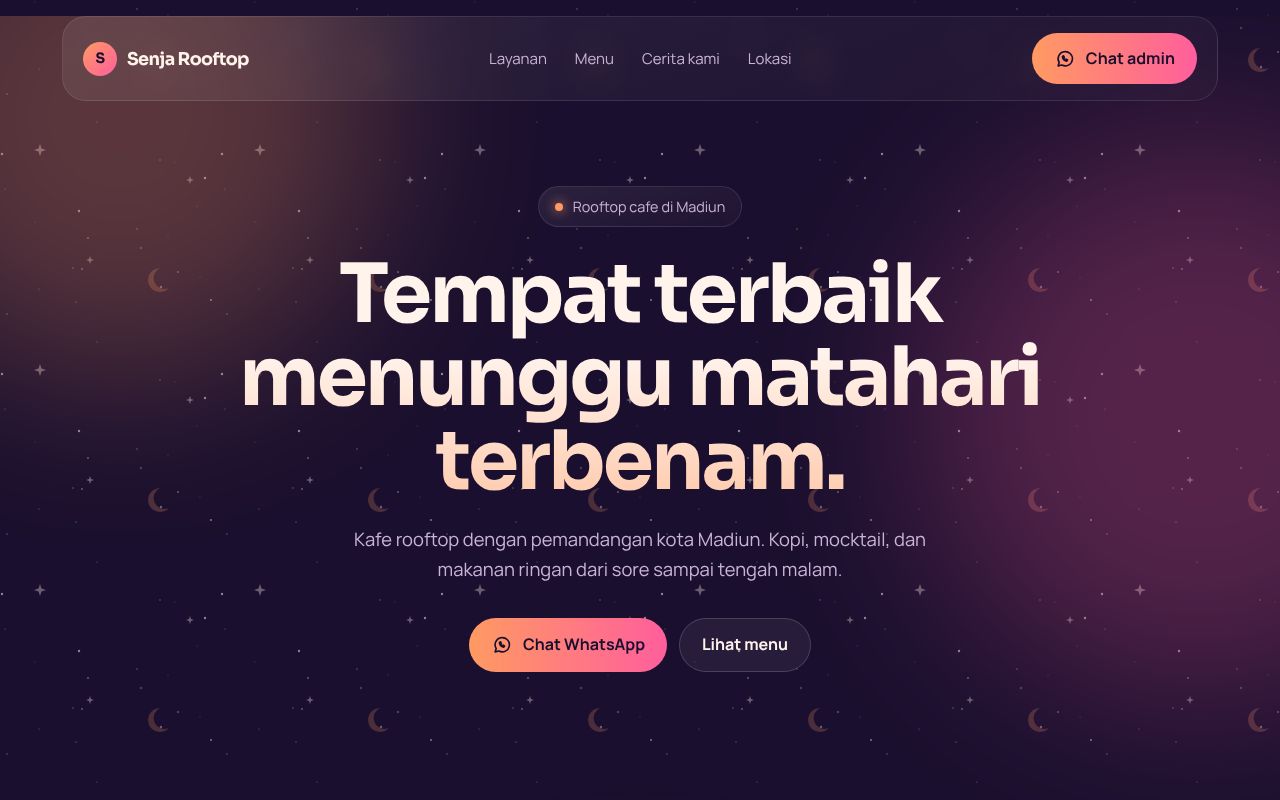 S
Senja Rooftop
Layanan
Menu
Cerita kami
Lokasi
Chat admin
Rooftop cafe di Madiun
Tempat terbaik
menunggu matahari
terbenam.
Kafe rooftop dengan pemandangan kota Madiun. Kopi, mocktail, dan
makanan ringan dari sore sampai tengah malam.
Chat WhatsApp
Lihat menu